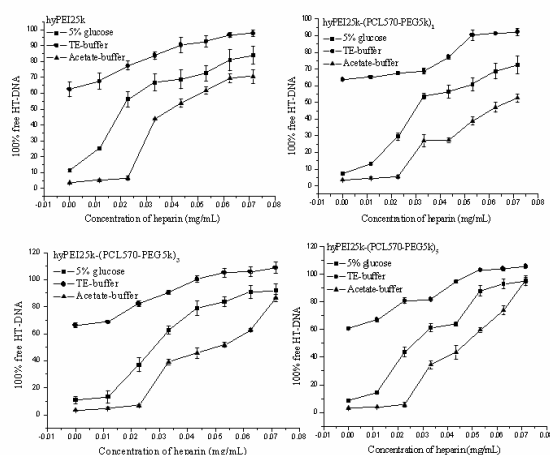 hyPEI25k
5% glucose
TE-buffer
Acetate-buffer
100% free HT-DNA
100
90
80
70
60
50
40
30
20
10
0
-0.01 0.00 0.01 0.02 0.03 0.04 0.05 0.06 0.07 0.08
Concentration of heparin (mg/mL)
hyPEI25k-(PCL570-PEG5k)1
5% glucose
TE-buffer
Acetate-buffer
100% free HT-DNA
100
90
80
70
60
50
40
30
20
10
0
-0.01 0.00 0.01 0.02 0.03 0.04 0.05 0.06 0.07 0.08
Concentration of heparin (mg/mL)
hyPEI25k-(PCL570-PEG5k)3
5% glucose
TE-buffer
Acetate-buffer
100% free HT-DNA
120
100
80
60
40
20
0
-0.01 0.00 0.01 0.02 0.03 0.04 0.05 0.06 0.07 0.08
Concentration of heparin (mg/mL)
hyPEI25k-(PCL570-PEG5k)5
5% glucose
TE-buffer
Acetate-buffer
100% free HT-DNA
120
100
80
60
40
20
0
-0.01 0.00 0.01 0.02 0.03 0.04 0.05 0.06 0.07 0.08
Concentration of heparin (mg/mL)